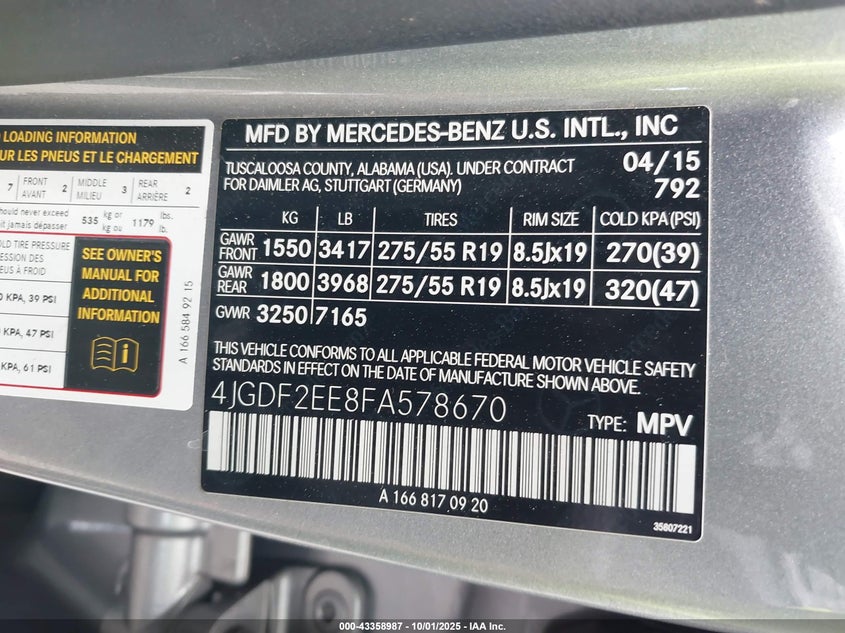 LOADING INFORMATION
UR LES PNEUS ET LE CHARGEMENT
7 FRONT AVANT 2 MIDDLE MILIEU 3 REAR ARRIÈRE 2
should never exceed
it jamais dépasser 535 kg or kg ou 1179 lbs. lb.
OLD TIRE PRESSURE
ESSION DES
US À FROID
KPA, 39 PSI
KPA, 47 PSI
KPA, 61 PSI
SEE OWNER'S
MANUAL FOR
ADDITIONAL
INFORMATION
A 166 584 92 15
MFD BY MERCEDES-BENZ U.S. INTL., INC
TUSCALOOSA COUNTY, ALABAMA (USA). UNDER CONTRACT
FOR DAIMLER AG, STUTTGART (GERMANY)
04/15
792
KG LB TIRES RIM SIZE COLD KPA(PSI)
GAWR FRONT 1550 3417 275/55 R19 8.5Jx19 270(39)
GAWR REAR 1800 3968 275/55 R19 8.5Jx19 320(47)
GVWR 3250 7165
THIS VEHICLE CONFORMS TO ALL APPLICABLE FEDERAL MOTOR VEHICLE SAFETY
STANDARDS IN EFFECT ON THE DATE OF MANUFACTURE SHOWN ABOVE.
4JGDF2EE8FA578670
TYPE: MPV
A 166 817 09 20
35807221
000-43358987 - 10/01/2025 - IAA Inc.